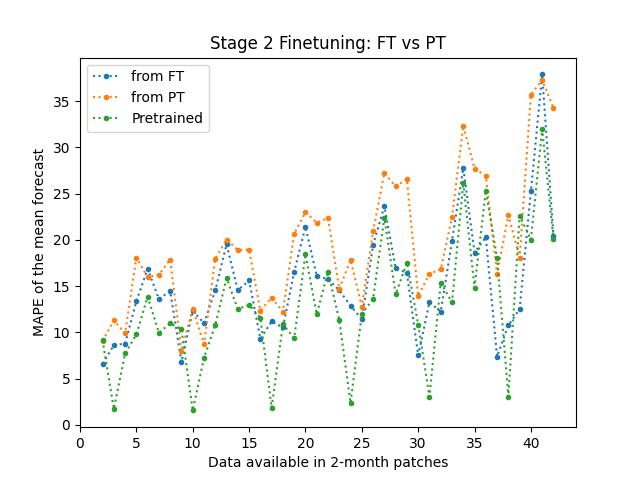 Stage 2 Finetuning: FT vs PT
from FT
from PT
Pretrained
MAPE of the mean forecast
35
30
25
20
15
10
5
0
0 5 10 15 20 25 30 35 40
Data available in 2-month patches